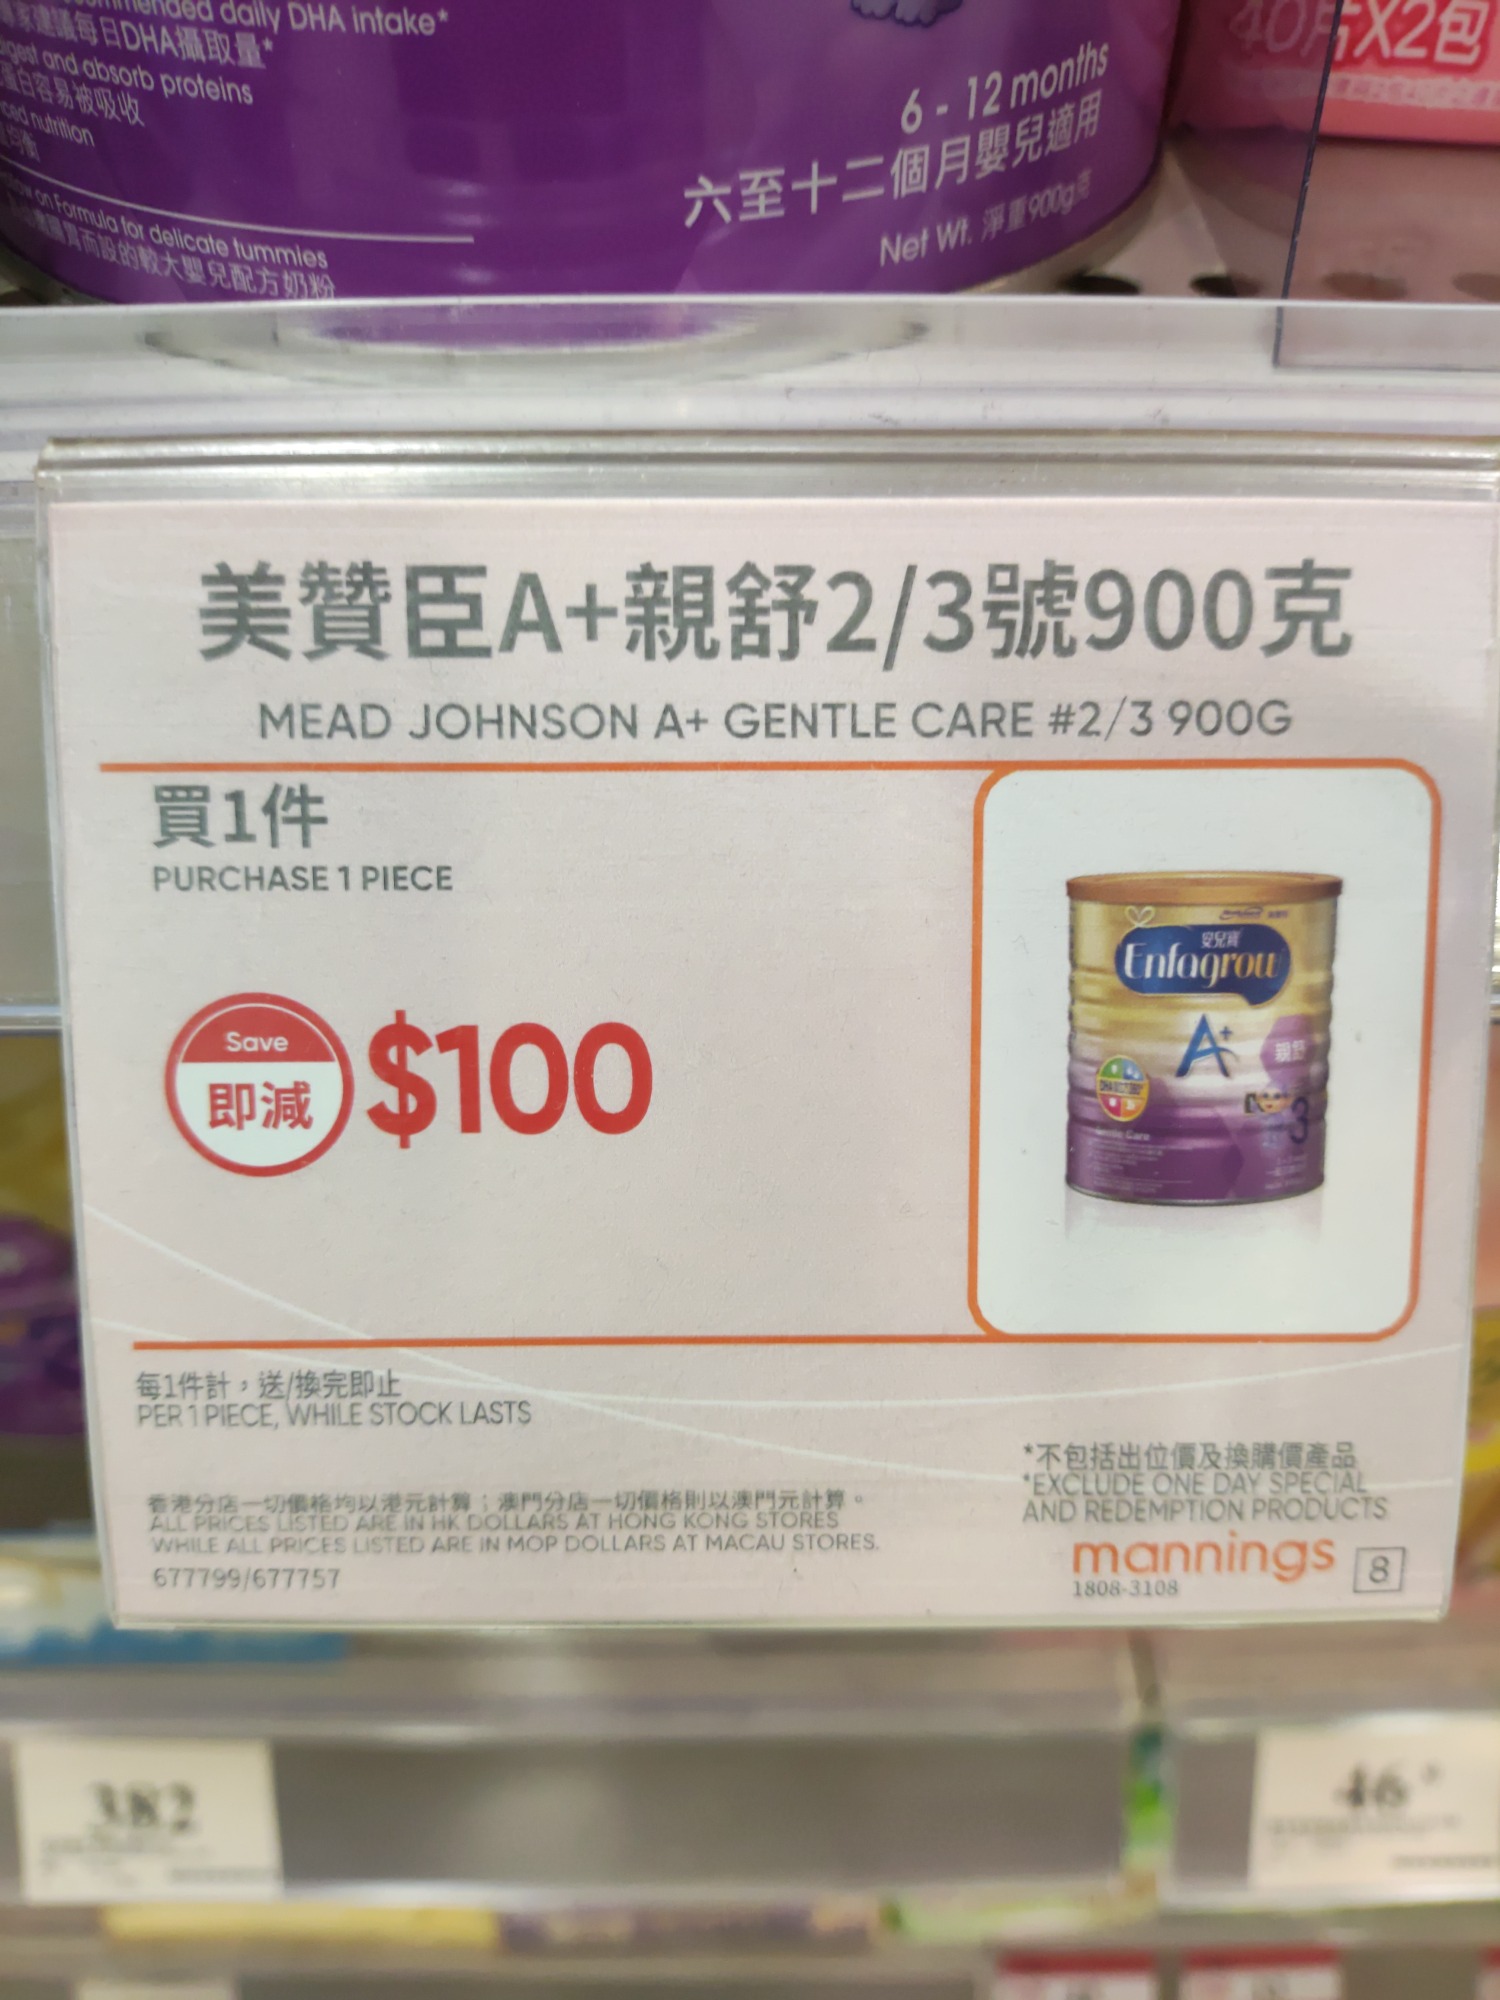 daily DHA intake*
建議每日DHA攝取量*
and absorb proteins
蛋白容易被吸收
nutrition
on Formula for delicate tummies
而設的較大嬰兒配方奶粉
6 - 12 months
六至十二個月嬰兒適用
Net Wt. 淨重900g克
40片X2包
美贊臣A+親舒2/3號900克
MEAD JOHNSON A+ GENTLE CARE #2/3 900G
買1件
PURCHASE 1 PIECE
Save
即減
$100
安兒寶
Enfagrow
A+
親舒
Gentle Care
3
每1件計，送/換完即止
PER 1 PIECE, WHILE STOCK LASTS
*不包括出位價及換購價產品
*EXCLUDE ONE DAY SPECIAL
AND REDEMPTION PRODUCTS
香港分店一切價格均以港元計算；澳門分店一切價格則以澳門元計算。
ALL PRICES LISTED ARE IN HK DOLLARS AT HONG KONG STORES
WHILE ALL PRICES LISTED ARE IN MOP DOLLARS AT MACAU STORES.
677799/677757
mannings
1808-3108
8
382
46